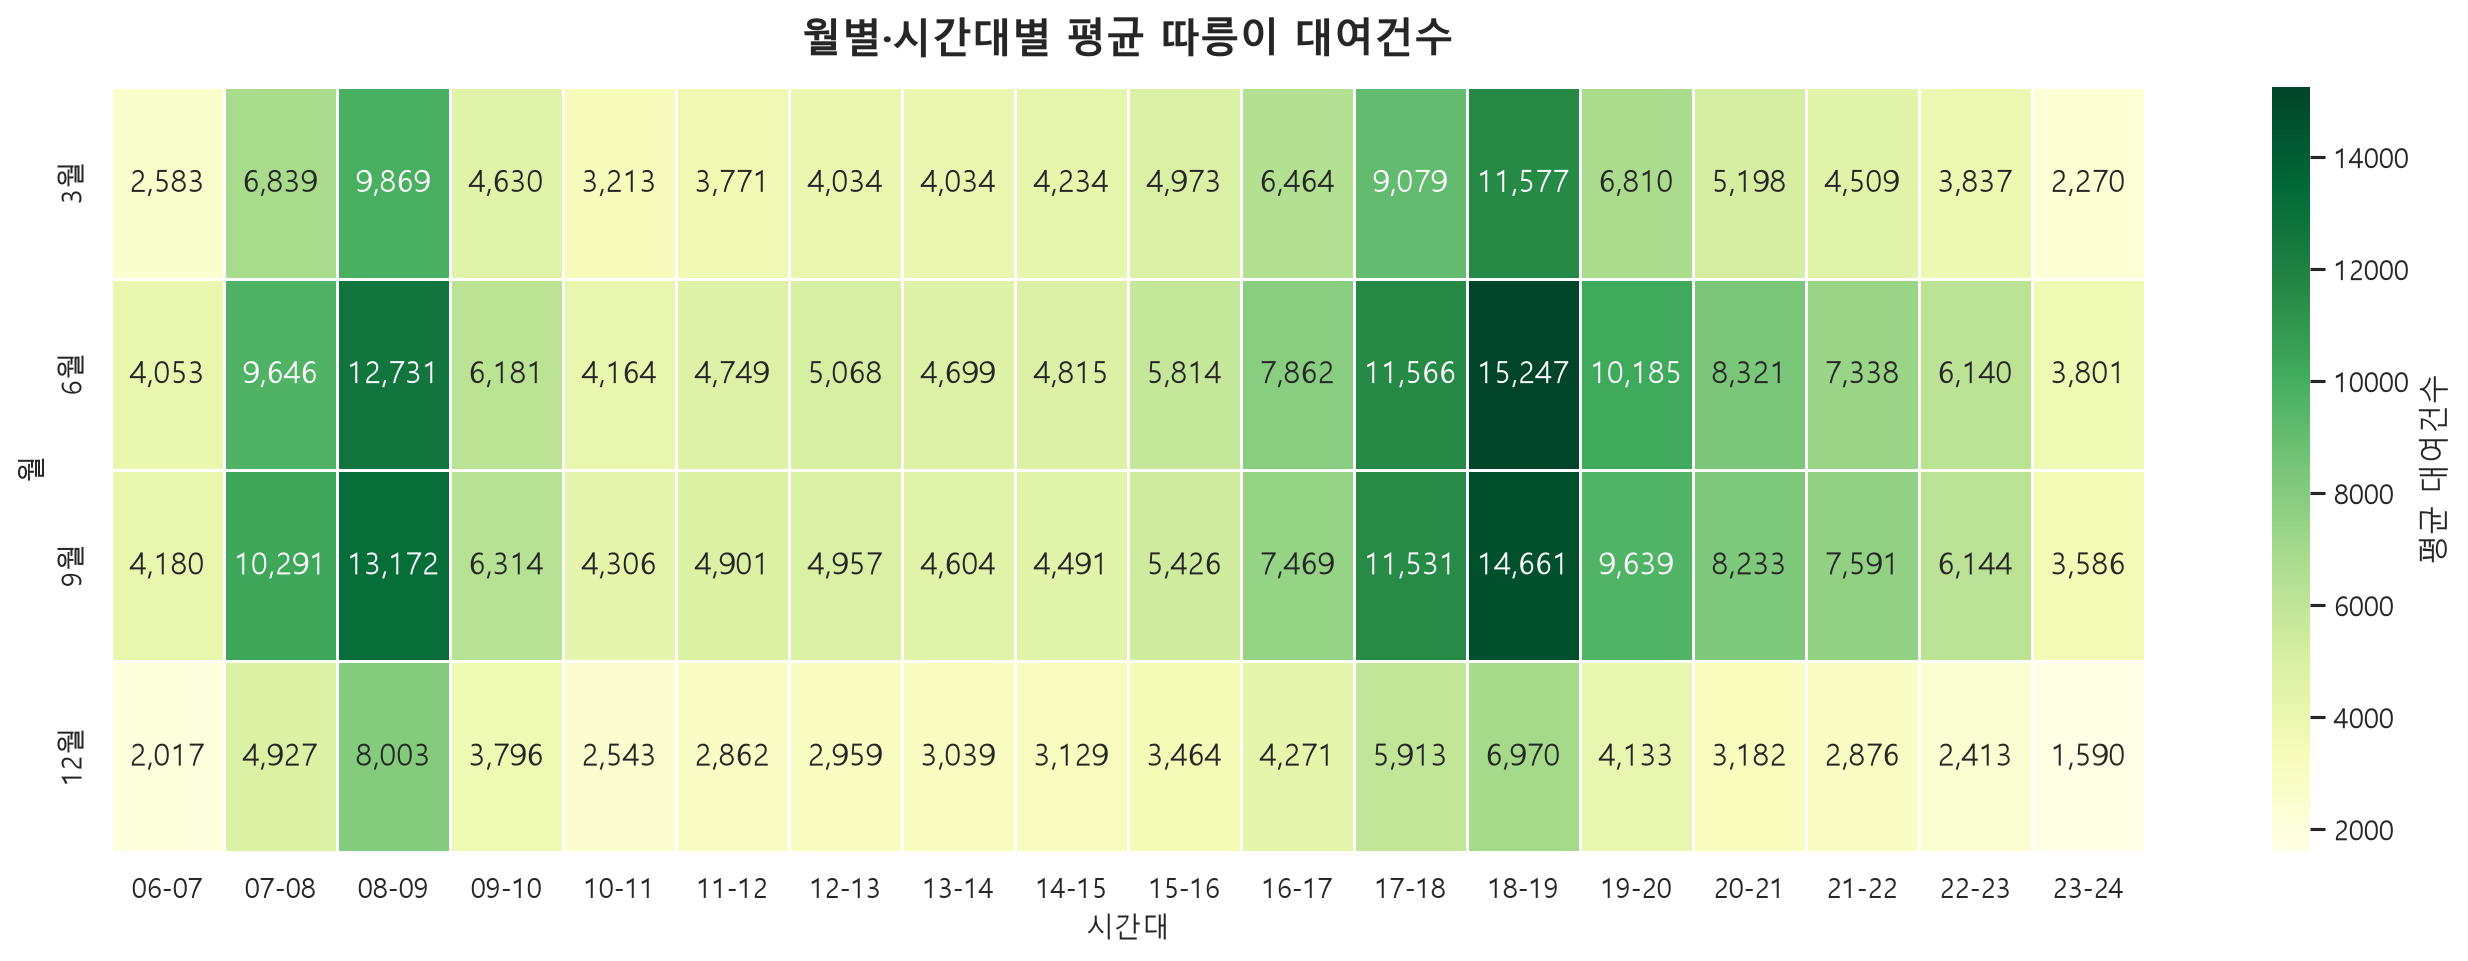 월별·시간대별 평균 따릉이 대여건수
월
3월 2,583 6,839 9,869 4,630 3,213 3,771 4,034 4,034 4,234 4,973 6,464 9,079 11,577 6,810 5,198 4,509 3,837 2,270
6월 4,053 9,646 12,731 6,181 4,164 4,749 5,068 4,699 4,815 5,814 7,862 11,566 15,247 10,185 8,321 7,338 6,140 3,801
9월 4,180 10,291 13,172 6,314 4,306 4,901 4,957 4,604 4,491 5,426 7,469 11,531 14,661 9,639 8,233 7,591 6,144 3,586
12월 2,017 4,927 8,003 3,796 2,543 2,862 2,959 3,039 3,129 3,464 4,271 5,913 6,970 4,133 3,182 2,876 2,413 1,590
06-07 07-08 08-09 09-10 10-11 11-12 12-13 13-14 14-15 15-16 16-17 17-18 18-19 19-20 20-21 21-22 22-23 23-24
시간대
14000
12000
10000
8000
6000
4000
2000
평균 대여건수